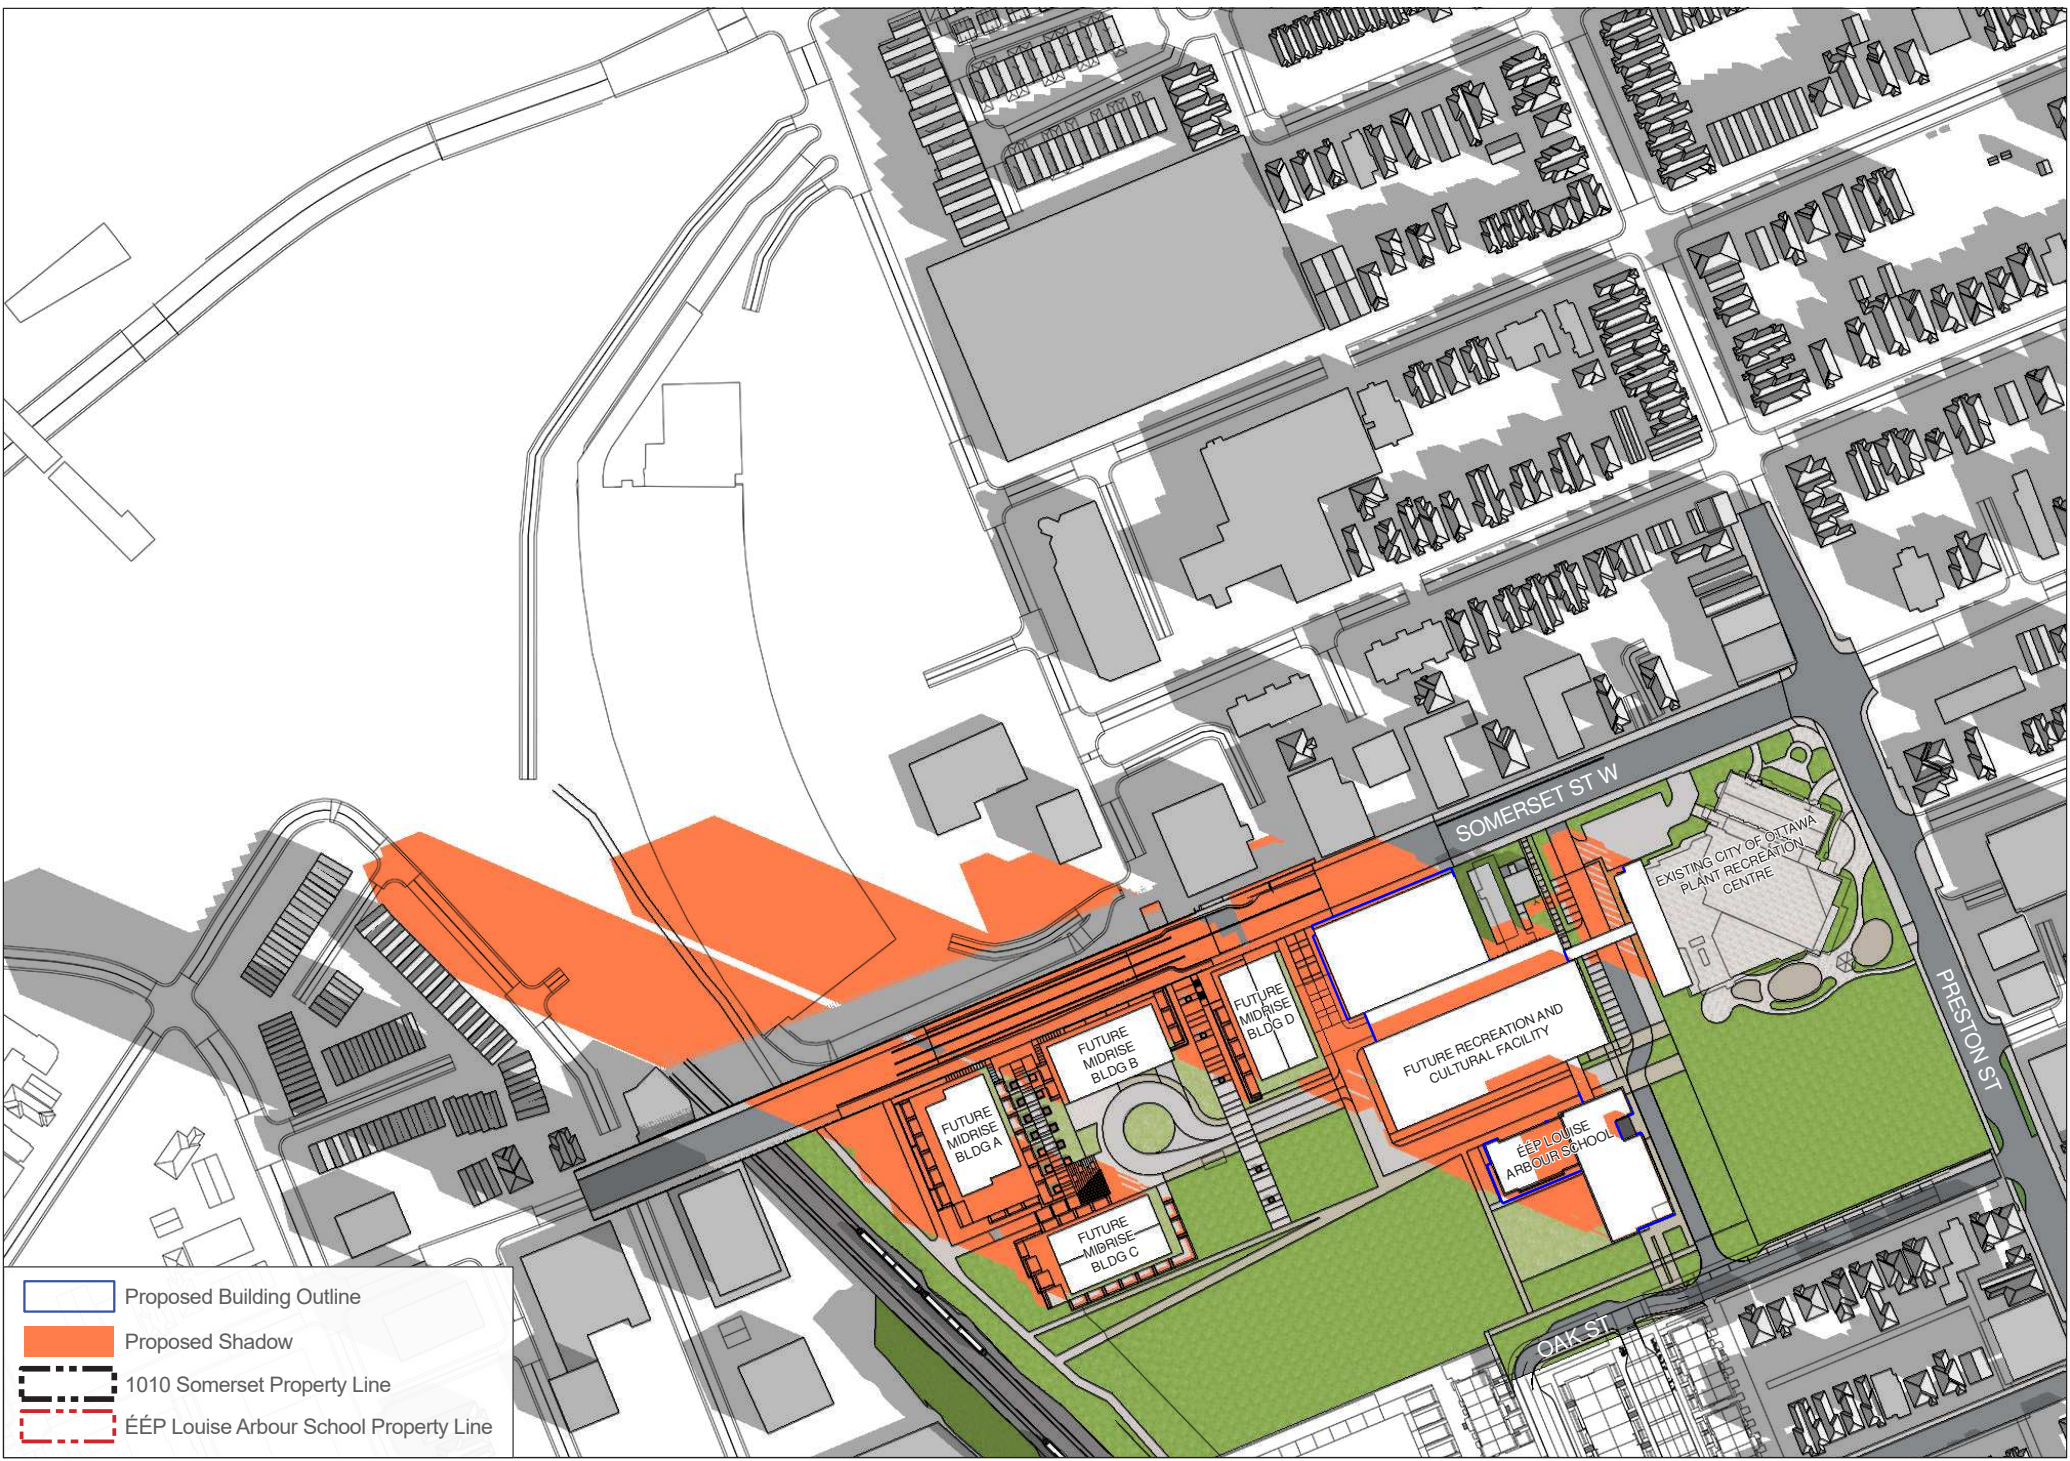 SOMERSET ST W
EXISTING CITY OF OTTAWA
PLANT RECREATION
CENTRE
PRESTON ST
FUTURE
MIDRISE
BLDG D
FUTURE
MIDRISE
BLDG B
FUTURE RECREATION AND
CULTURAL FACILITY
FUTURE
MIDRISE
BLDG A
ÉÉP LOUISE
ARBOUR SCHOOL
FUTURE
MIDRISE
BLDG C
OAK ST
Proposed Building Outline
Proposed Shadow
1010 Somerset Property Line
ÉÉP Louise Arbour School Property Line